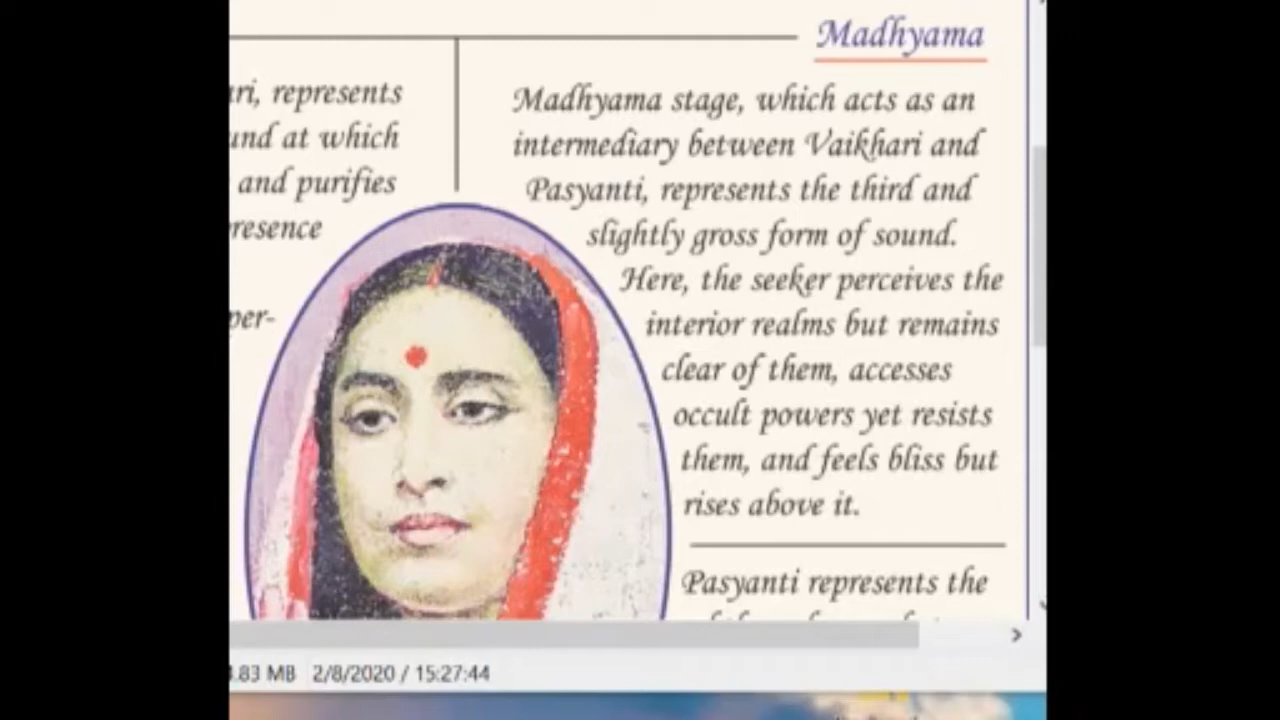 Madhyama
ri, represents
und at which
and purifies
resence
per-
Madhyama stage, which acts as an
intermediary between Vaikhari and
Pasyanti, represents the third and
slightly gross form of sound.
Here, the seeker perceives the
interior realms but remains
clear of them, accesses
occult powers yet resists
them, and feels bliss but
rises above it.
Pasyanti represents the
.83 MB 2/8/2020 / 15:27:44